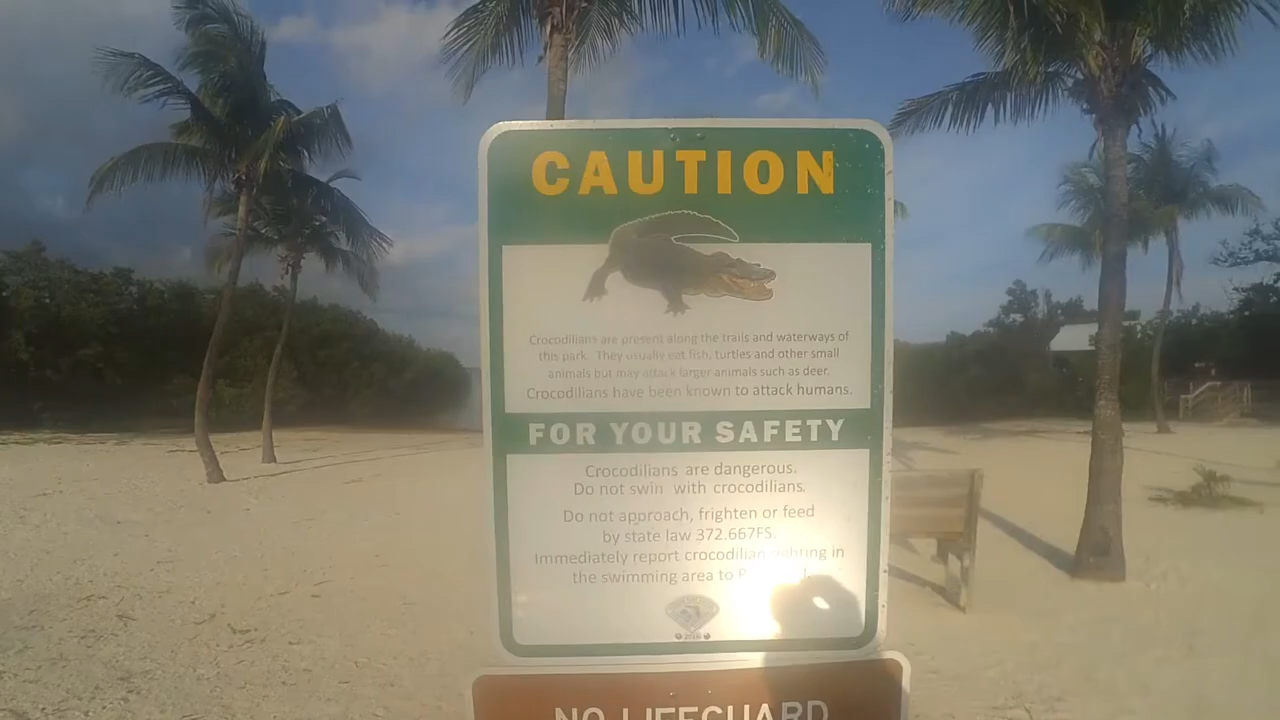 CAUTION
Crocodilians are present along the trails and waterways of
this park. They usually eat fish, turtles and other small
animals but may attack larger animals such as deer.
Crocodilians have been known to attack humans.
FOR YOUR SAFETY
Crocodilians are dangerous.
Do not swin with crocodilians.
Do not approach, frighten or feed
by state law 372.667FS.
Immediately report crocodilian sighting in
the swimming area to
NO LIFEGUARD